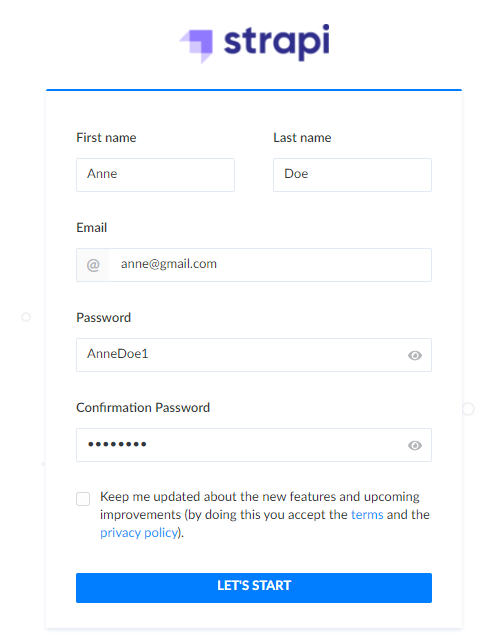 strapi
First name Last name
Anne Doe
Email
@ anne@gmail.com
Password
AnneDoe1
Confirmation Password
••••••••
Keep me updated about the new features and upcoming
improvements (by doing this you accept the terms and the
privacy policy).
LET'S START